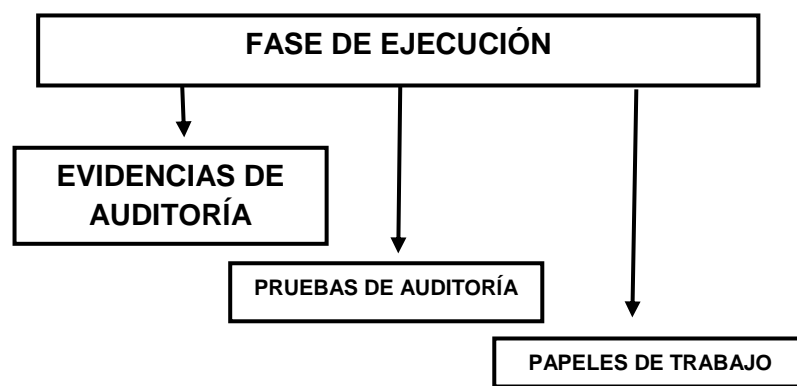 FASE DE EJECUCIÓN
EVIDENCIAS DE
AUDITORÍA
PRUEBAS DE AUDITORÍA
PAPELES DE TRABAJO